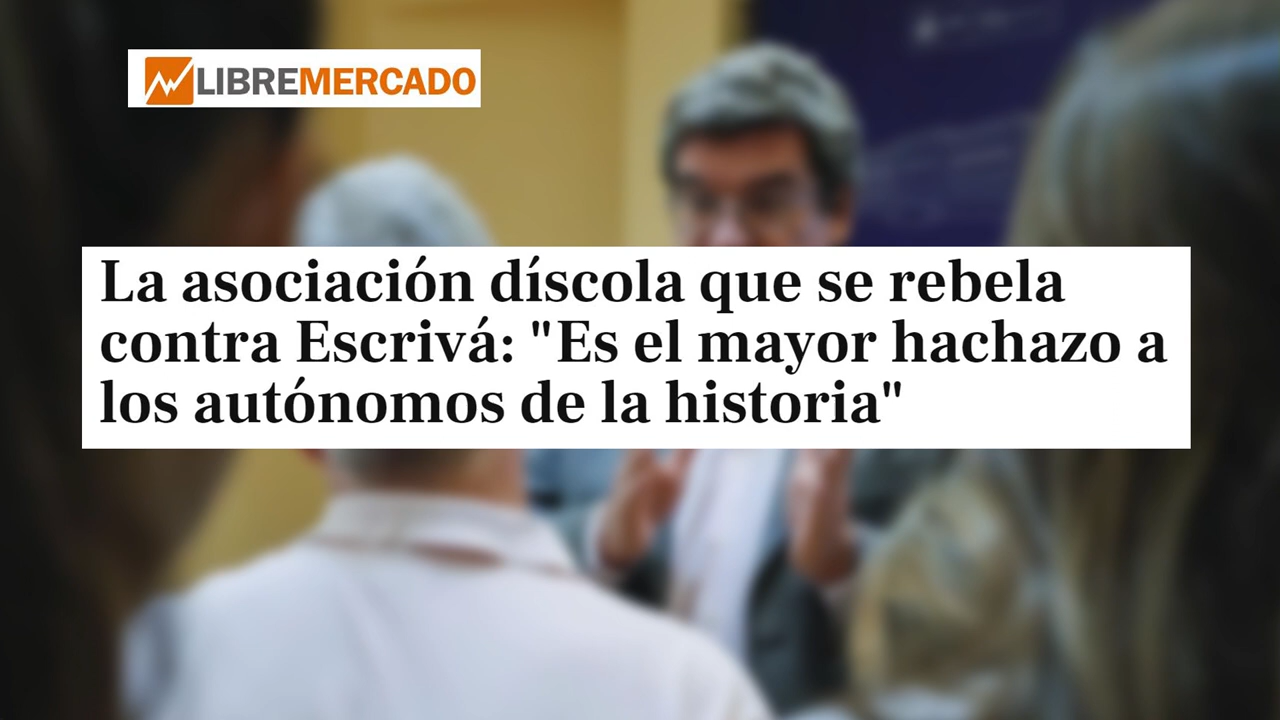 LIBREMERCADO
La asociación díscola que se rebela
contra Escrivá: "Es el mayor hachazo a
los autónomos de la historia"